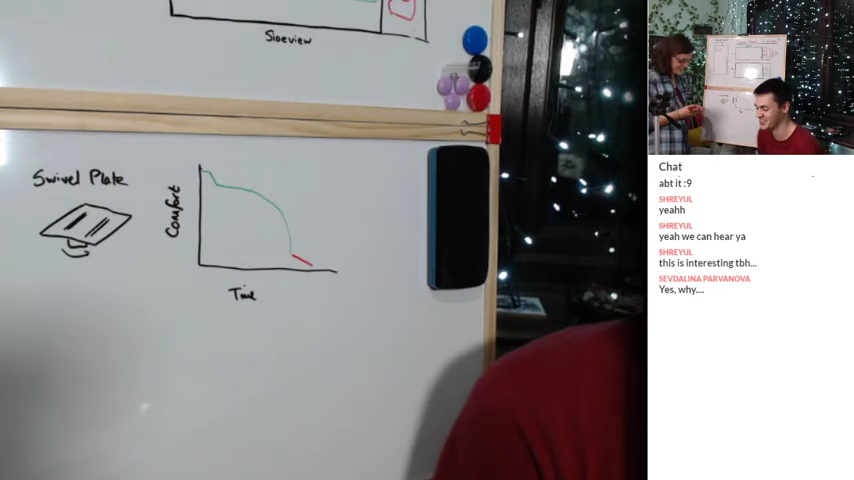 Sideview
Swivel Plate
Comfort
Time
Chat
abt it :9
SHREYUL
yeahh
SHREYUL
yeah we can hear ya
SHREYUL
this is interesting tbh...
SEVDALINA PARVANOVA
Yes, why....